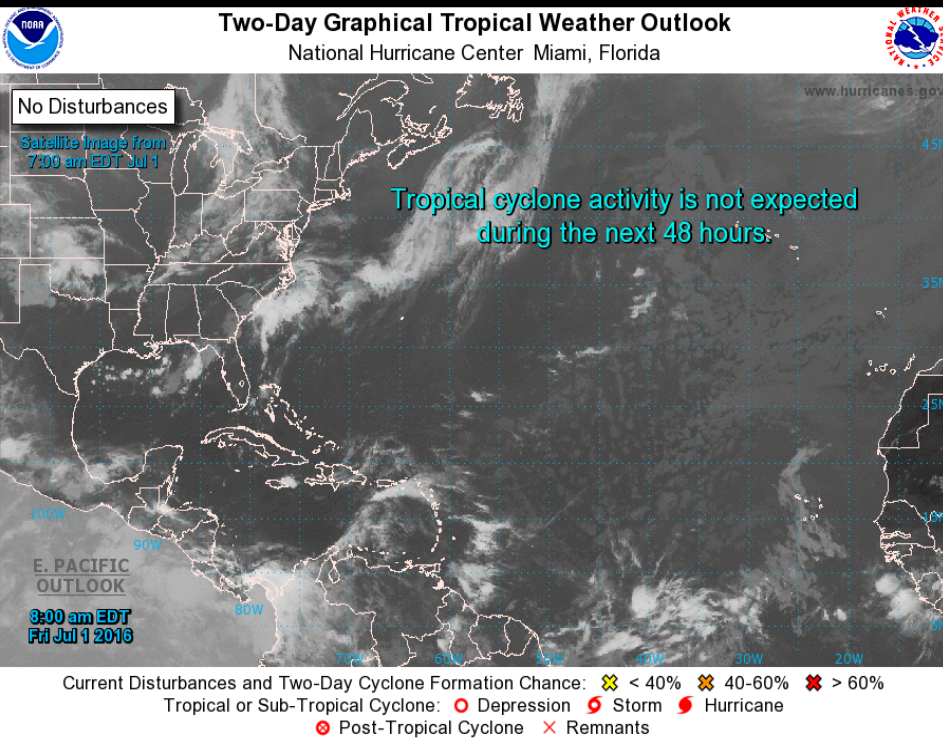 Two-Day Graphical Tropical Weather Outlook
National Hurricane Center Miami, Florida
NOAA
No Disturbances
www.hurricanes.gov
Satellite Image from
7:00 am EDT Jul 1
45N
Tropical cyclone activity is not expected
during the next 48 hours.
35N
25N
100W
15N
90W
E. PACIFIC
OUTLOOK
80W
8:00 am EDT
Fri Jul 1 2016
70W 60W 50W 40W 30W 20W
Current Disturbances and Two-Day Cyclone Formation Chance: < 40% 40-60% > 60%
Tropical or Sub-Tropical Cyclone: Depression Storm Hurricane
Post-Tropical Cyclone Remnants